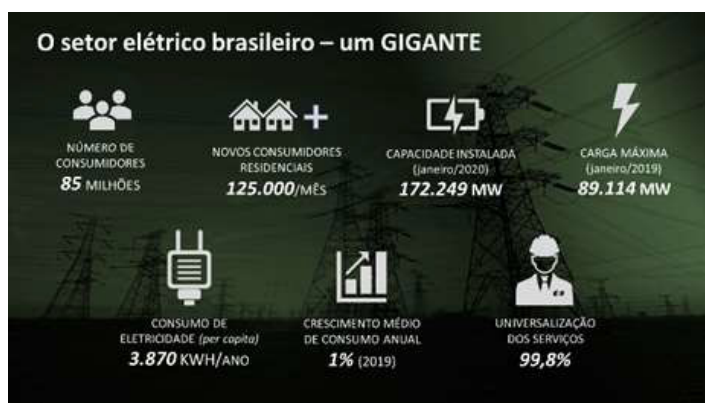 O setor elétrico brasileiro – um GIGANTE
NÚMERO DE
CONSUMIDORES
85 MILHÕES
NOVOS CONSUMIDORES
RESIDENCIAIS
125.000/MÊS
CAPACIDADE INSTALADA
(janeiro/2020)
172.249 MW
CARGA MÁXIMA
(janeiro/2019)
89.114 MW
CONSUMO DE
ELETRICIDADE (per capita)
3.870 KWH/ANO
CRESCIMENTO MÉDIO
DE CONSUMO ANUAL
1% (2019)
UNIVERSALIZAÇÃO
DOS SERVIÇOS
99,8%